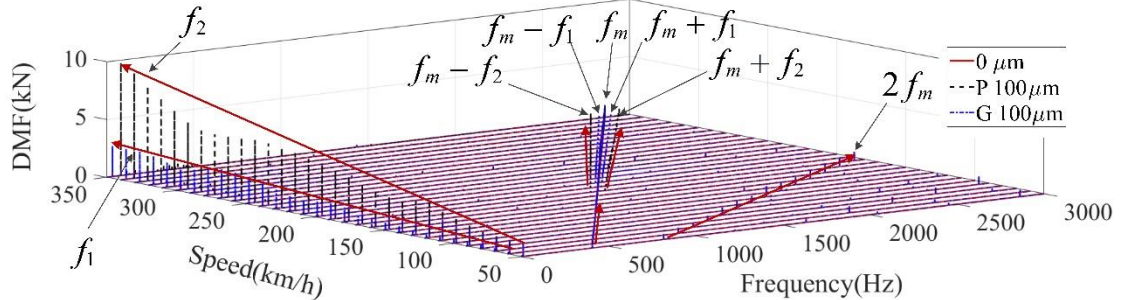 f₂
f₁
DMF(kN)
10
5
0
350
300
250
200
150
100
50
Speed(km/h)
0
500
1000
1500
2000
2500
3000
Frequency(Hz)
fₘ − f₁
fₘ
fₘ + f₁
fₘ − f₂
fₘ + f₂
2fₘ
0 μm
P 100μm
G 100μm